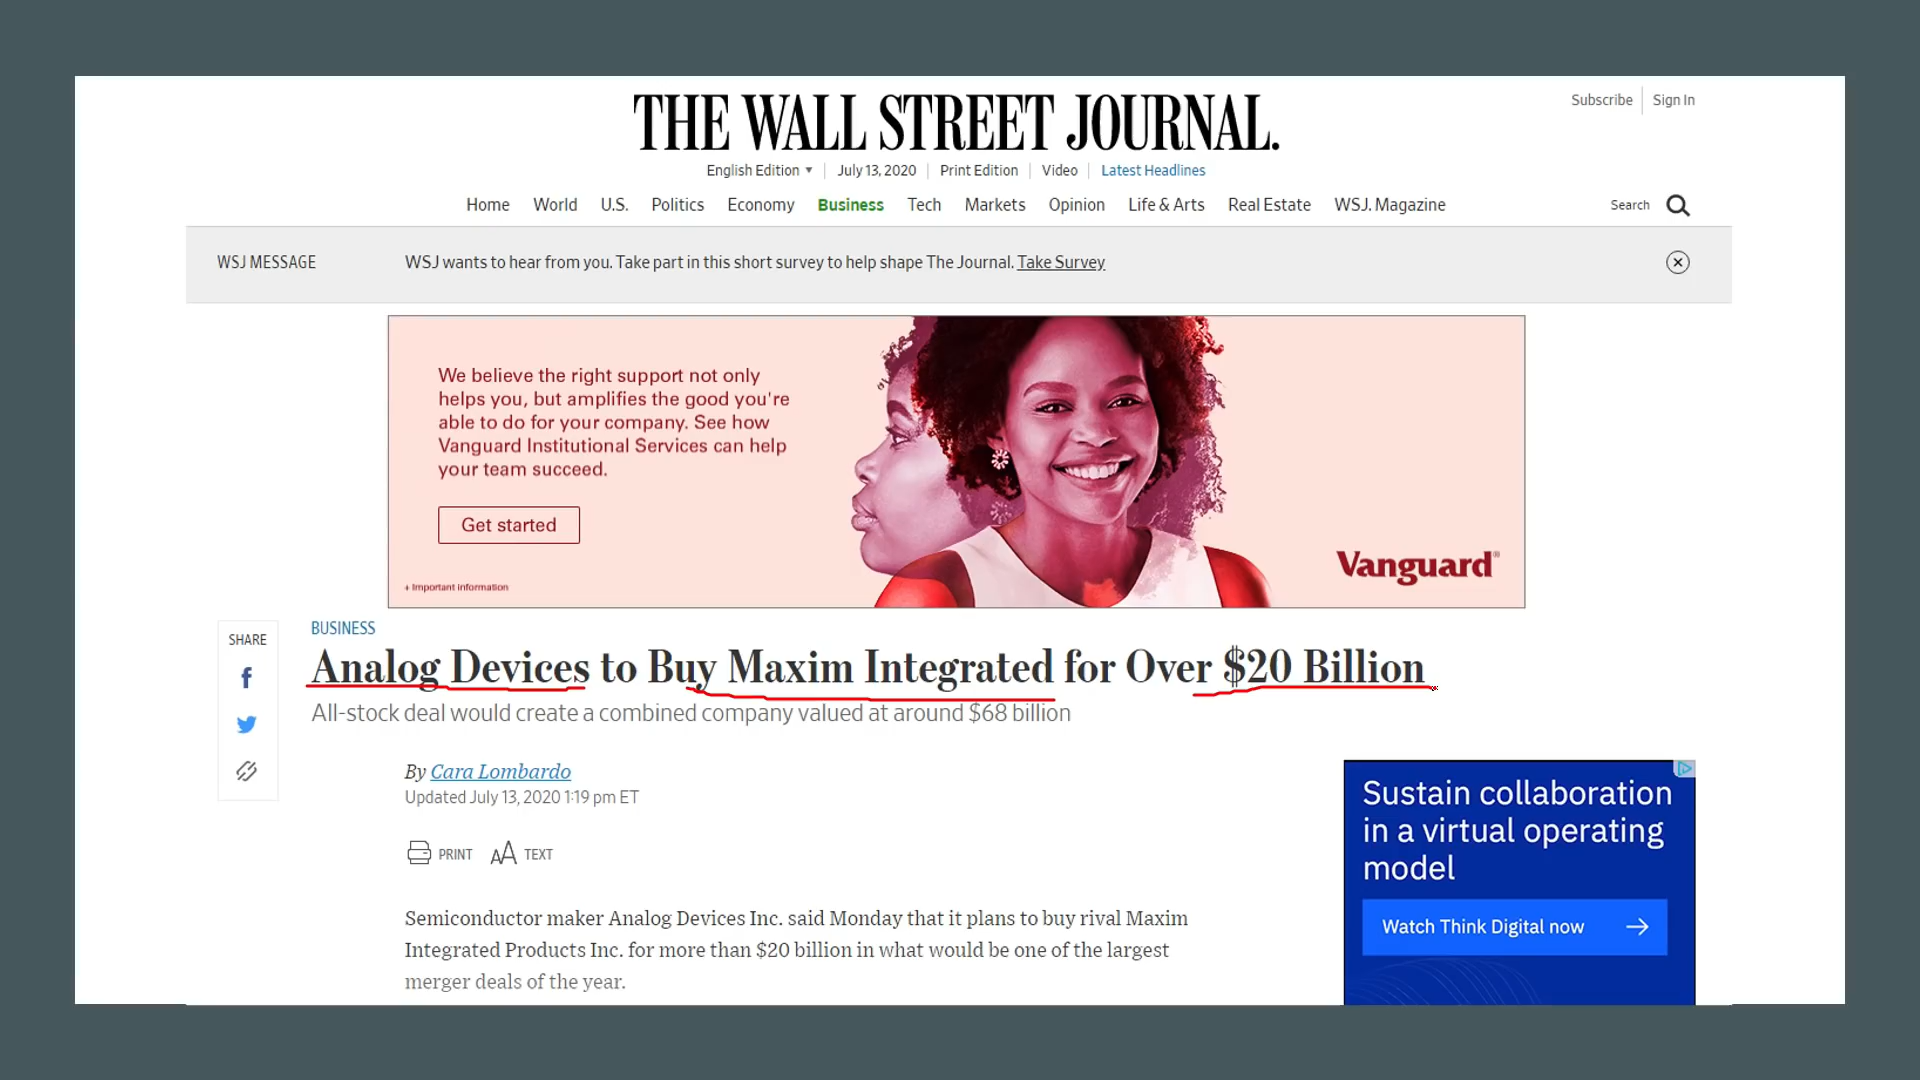 THE WALL STREET JOURNAL.
Subscribe Sign In
English Edition July 13, 2020 Print Edition Video Latest Headlines
Home World U.S. Politics Economy Business Tech Markets Opinion Life & Arts Real Estate WSJ. Magazine Search
WSJ MESSAGE WSJ wants to hear from you. Take part in this short survey to help shape The Journal. Take Survey
We believe the right support not only
helps you, but amplifies the good you're
able to do for your company. See how
Vanguard Institutional Services can help
your team succeed.
Get started
Vanguard®
+ Important information
SHARE
BUSINESS
Analog Devices to Buy Maxim Integrated for Over $20 Billion
All-stock deal would create a combined company valued at around $68 billion
By Cara Lombardo
Updated July 13, 2020 1:19 pm ET
PRINT AA TEXT
Semiconductor maker Analog Devices Inc. said Monday that it plans to buy rival Maxim
Integrated Products Inc. for more than $20 billion in what would be one of the largest
merger deals of the year.
Sustain collaboration
in a virtual operating
model
Watch Think Digital now